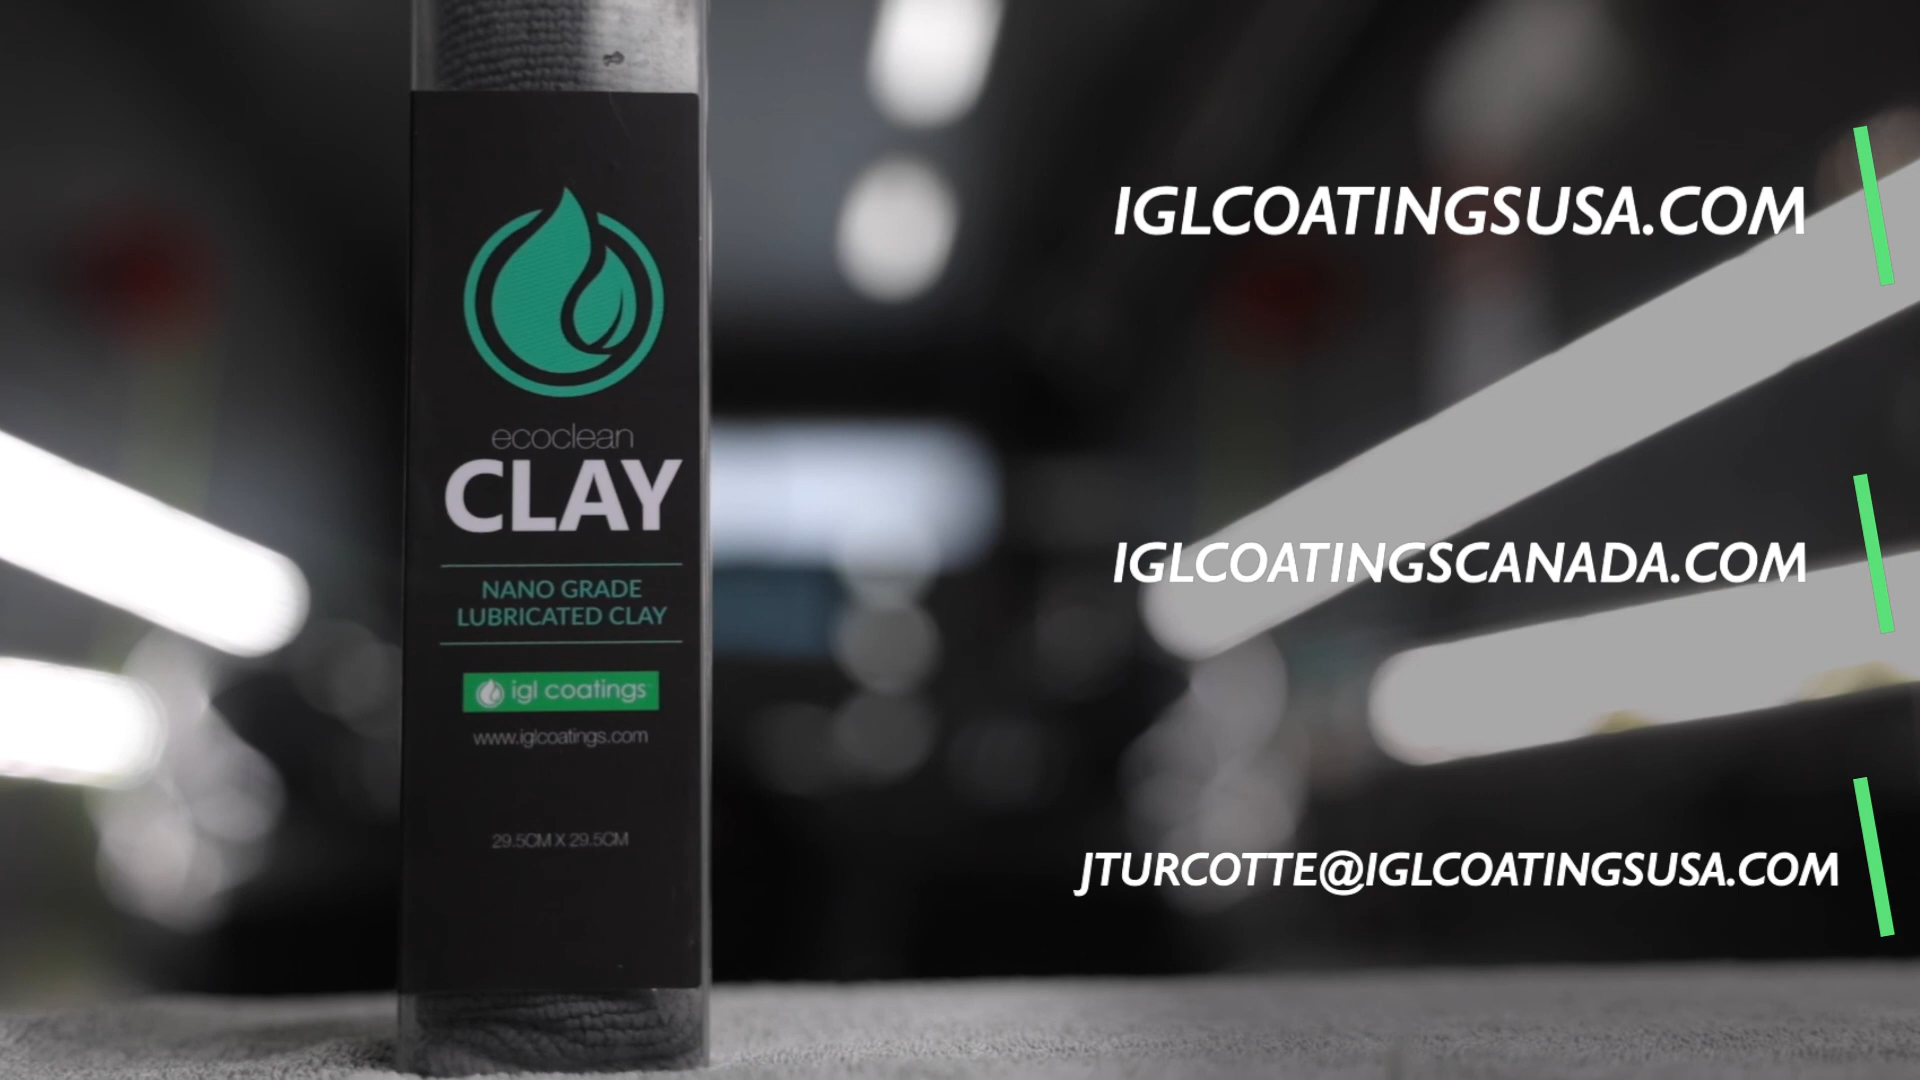 ecoclean
CLAY
NANO GRADE
LUBRICATED CLAY
igl coatings
www.iglcoatings.com
29.5CM X 29.5CM
IGLCOATINGSUSA.COM
IGLCOATINGSCANADA.COM
JTURCOTTE@IGLCOATINGSUSA.COM